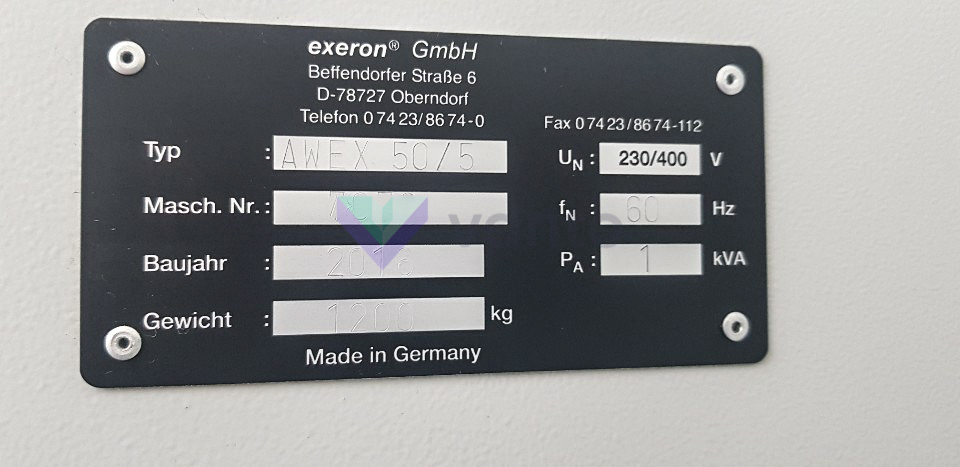 exeron® GmbH
Beffendorfer Straße 6
D-78727 Oberndorf
Telefon 0 74 23/86 74-0
Fax 0 74 23/86 74-112
Typ : AWEX 50/5
Masch. Nr. :
Baujahr :
Gewicht : 1200 kg
Made in Germany
UN : 230/400 V
fN : 60 Hz
PA : 1 kVA